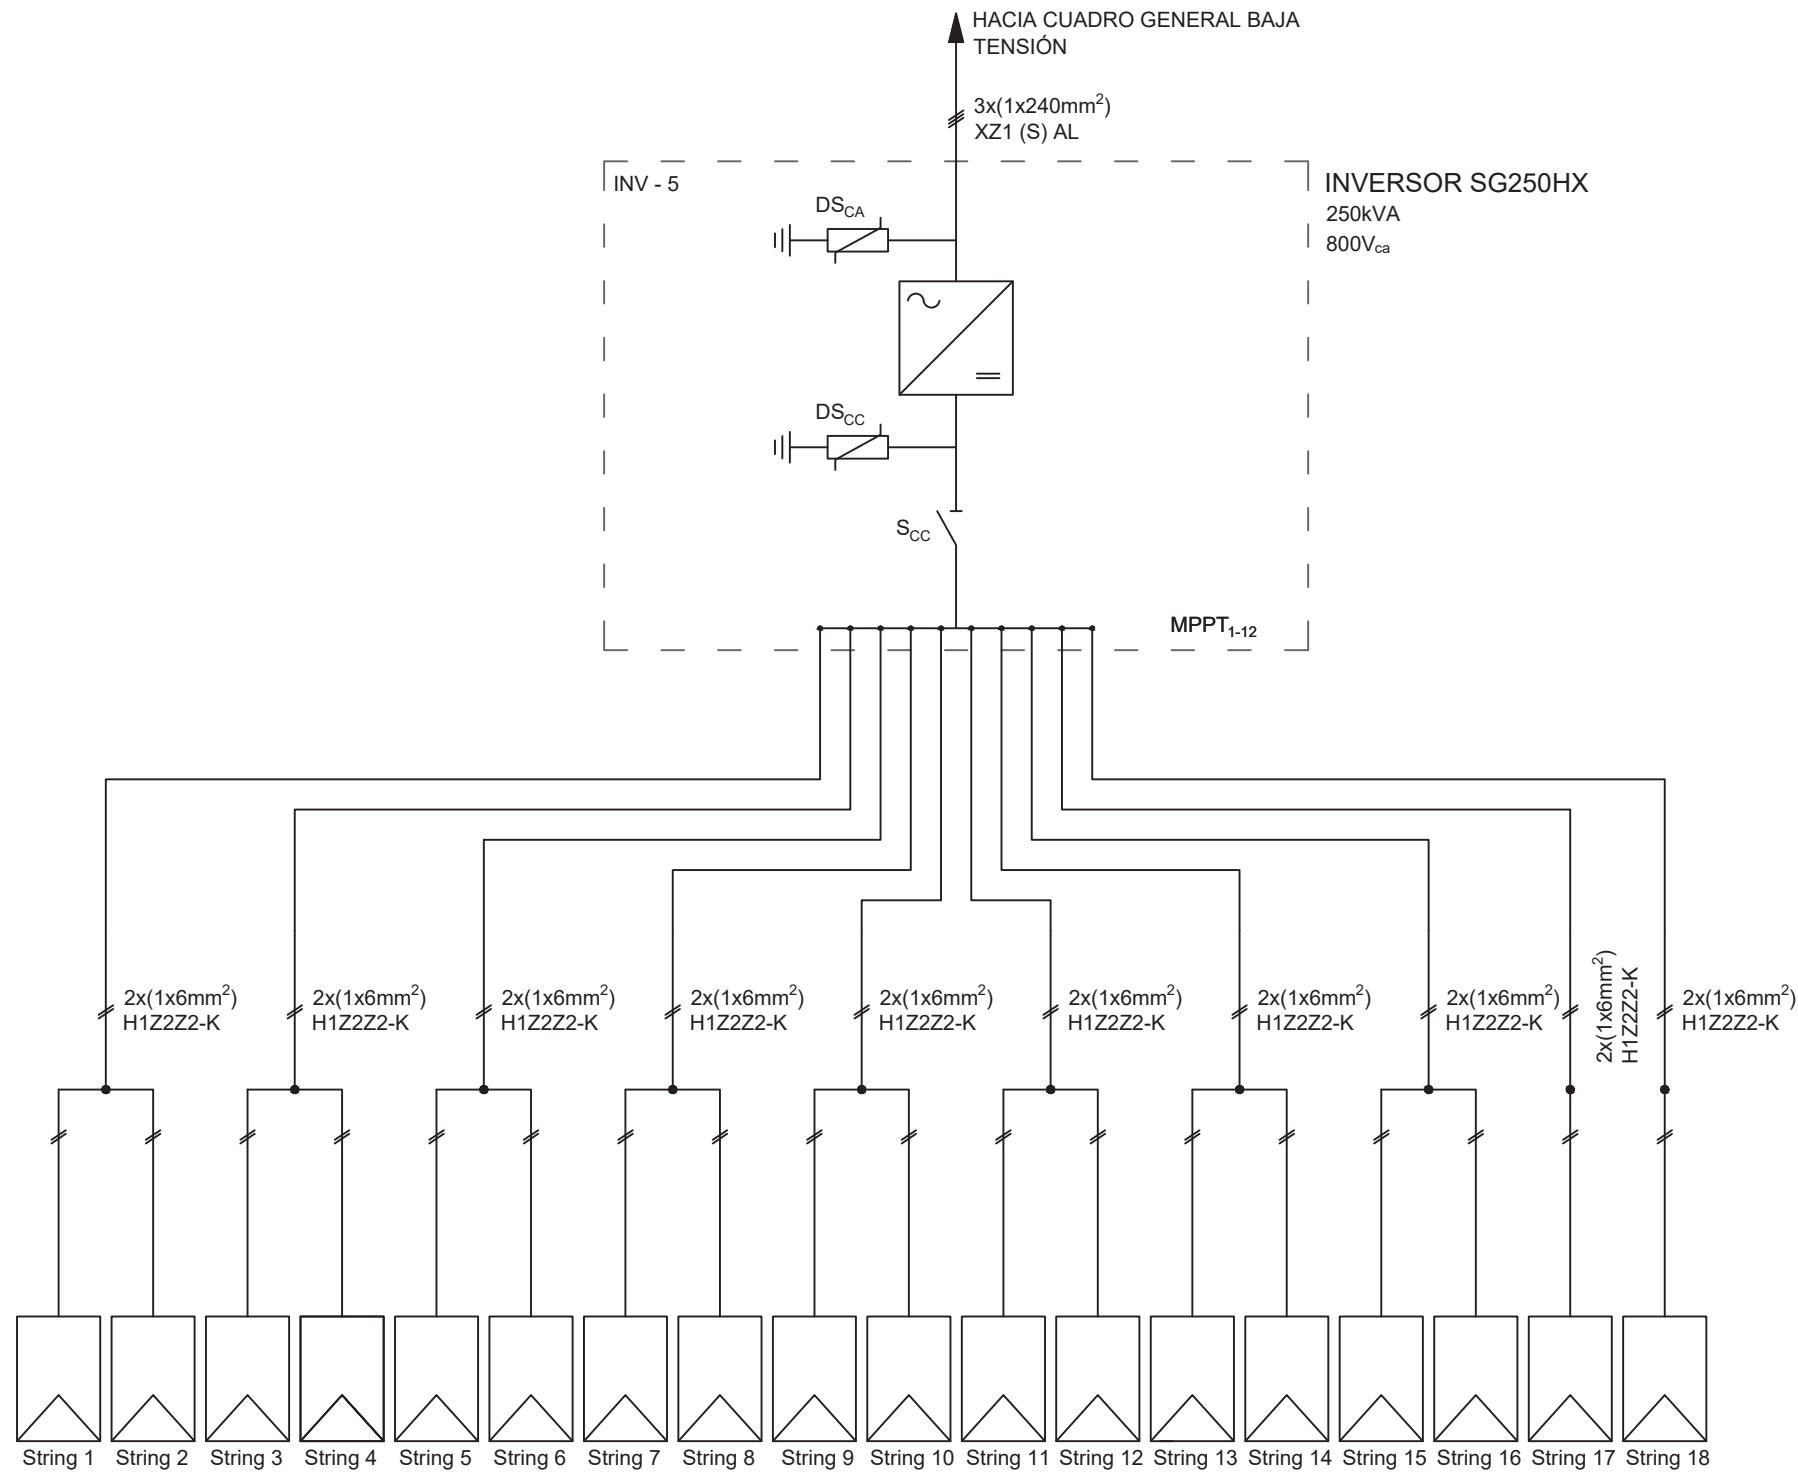 HACIA CUADRO GENERAL BAJA
TENSIÓN
3x(1x240mm²)
XZ1 (S) AL
INV - 5
INVERSOR SG250HX
250kVA
800Vca
DSCA
DSCC
SCC
MPPT1-12
2x(1x6mm²)
H1Z2Z2-K
2x(1x6mm²)
H1Z2Z2-K
2x(1x6mm²)
H1Z2Z2-K
2x(1x6mm²)
H1Z2Z2-K
2x(1x6mm²)
H1Z2Z2-K
2x(1x6mm²)
H1Z2Z2-K
2x(1x6mm²)
H1Z2Z2-K
2x(1x6mm²)
H1Z2Z2-K
2x(1x6mm²)
H1Z2Z2-K
2x(1x6mm²)
H1Z2Z2-K
String 1
String 2
String 3
String 4
String 5
String 6
String 7
String 8
String 9
String 10
String 11
String 12
String 13
String 14
String 15
String 16
String 17
String 18